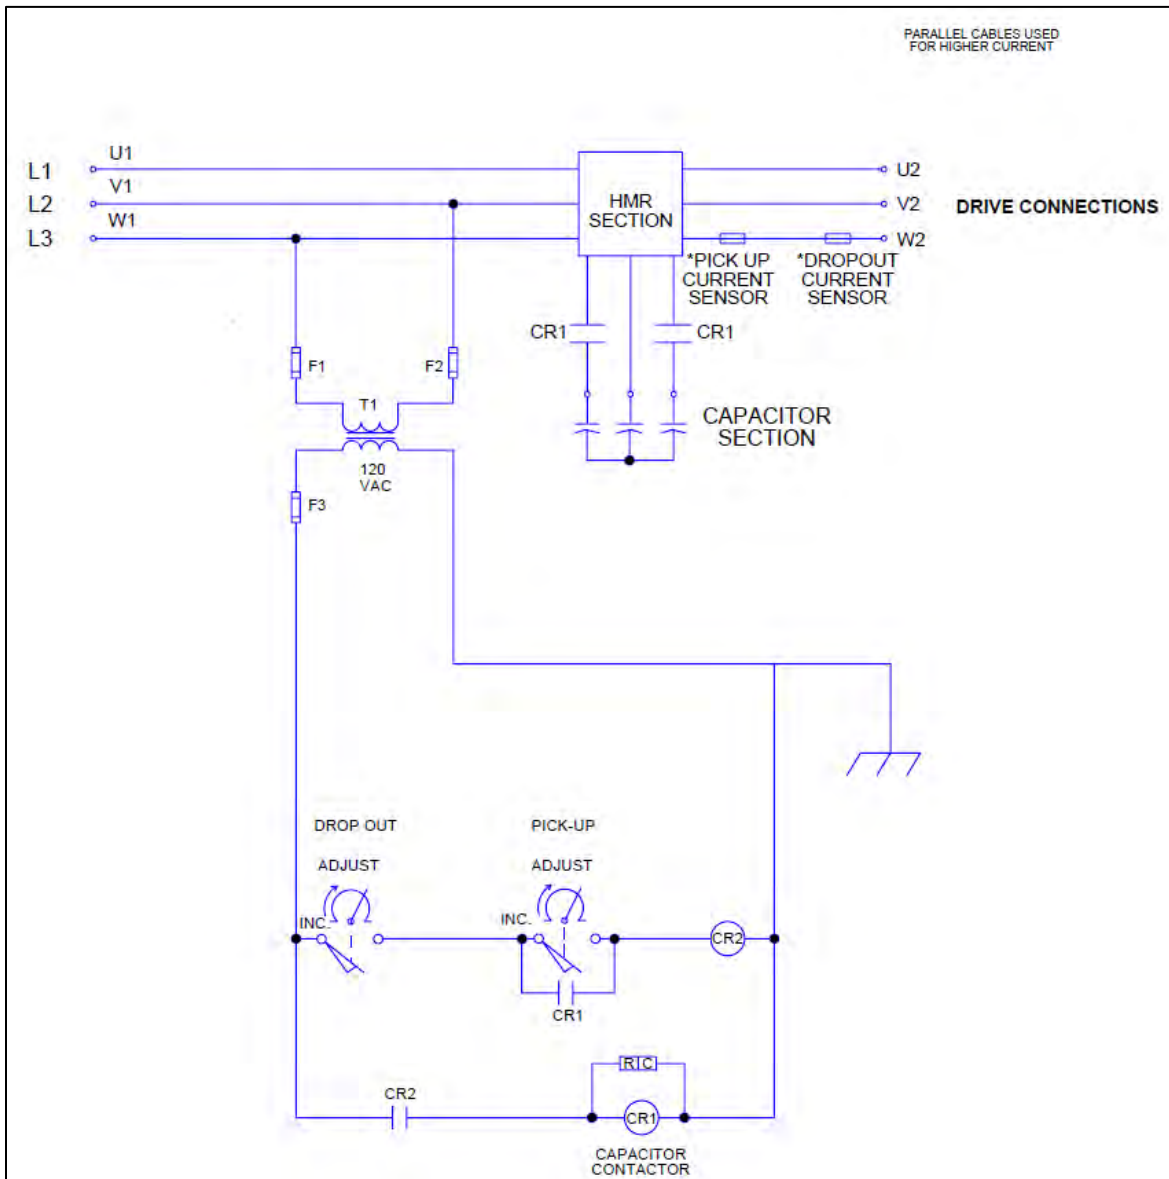 PARALLEL CABLES USED
FOR HIGHER CURRENT
L1
U1
U2
L2
V1
HMR
SECTION
V2
DRIVE CONNECTIONS
L3
W1
W2
*PICK UP
CURRENT
SENSOR
*DROPOUT
CURRENT
SENSOR
CR1
CR1
F1
F2
T1
CAPACITOR
SECTION
120
VAC
F3
DROP OUT
PICK-UP
ADJUST
ADJUST
INC.
INC.
CR2
CR1
RTC
CR2
CR1
CAPACITOR
CONTACTOR